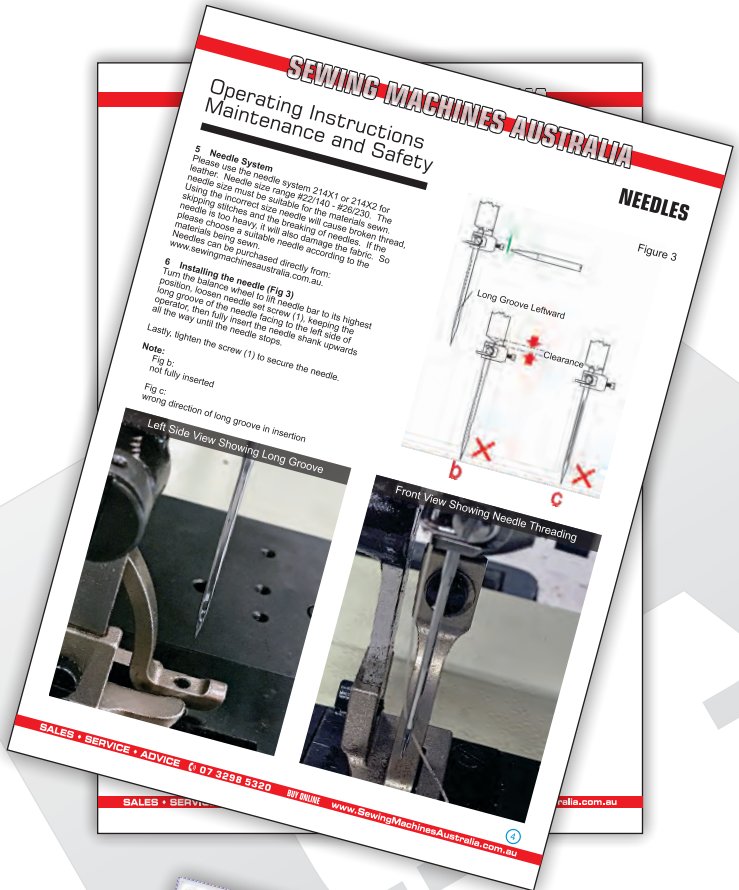 SEWING MACHINES AUSTRALIA
Operating Instructions
Maintenance and Safety
NEEDLES
5 Needle System
Please use the needle system 214X1 or 214X2 for
leather. Needle size range #22/140 - #26/230. The
needle size must be suitable for the materials sewn.
Using the incorrect size needle will cause broken thread,
skipping stitches and the breaking of needles. If the
needle is too heavy, it will also damage the fabric. So
please choose a suitable needle according to the
materials being sewn.
Needles can be purchased directly from:
www.sewingmachinesaustralia.com.au.
6 Installing the needle (Fig 3)
Turn the balance wheel to lift needle bar to its highest
position, loosen needle set screw (1), keeping the
long groove of the needle facing to the left side of
operator, then fully insert the needle shank upwards
all the way until the needle stops.
Lastly, tighten the screw (1) to secure the needle.
Note:
Fig b:
not fully inserted
Fig c:
wrong direction of long groove in insertion
Figure 3
Long Groove Leftward
Clearance
b
c
Left Side View Showing Long Groove
Front View Showing Needle Threading
SALES • SERVICE • ADVICE 07 3298 5320 BUY ONLINE www.SewingMachinesAustralia.com.au
4
SALES • SERVIC
ralia.com.au